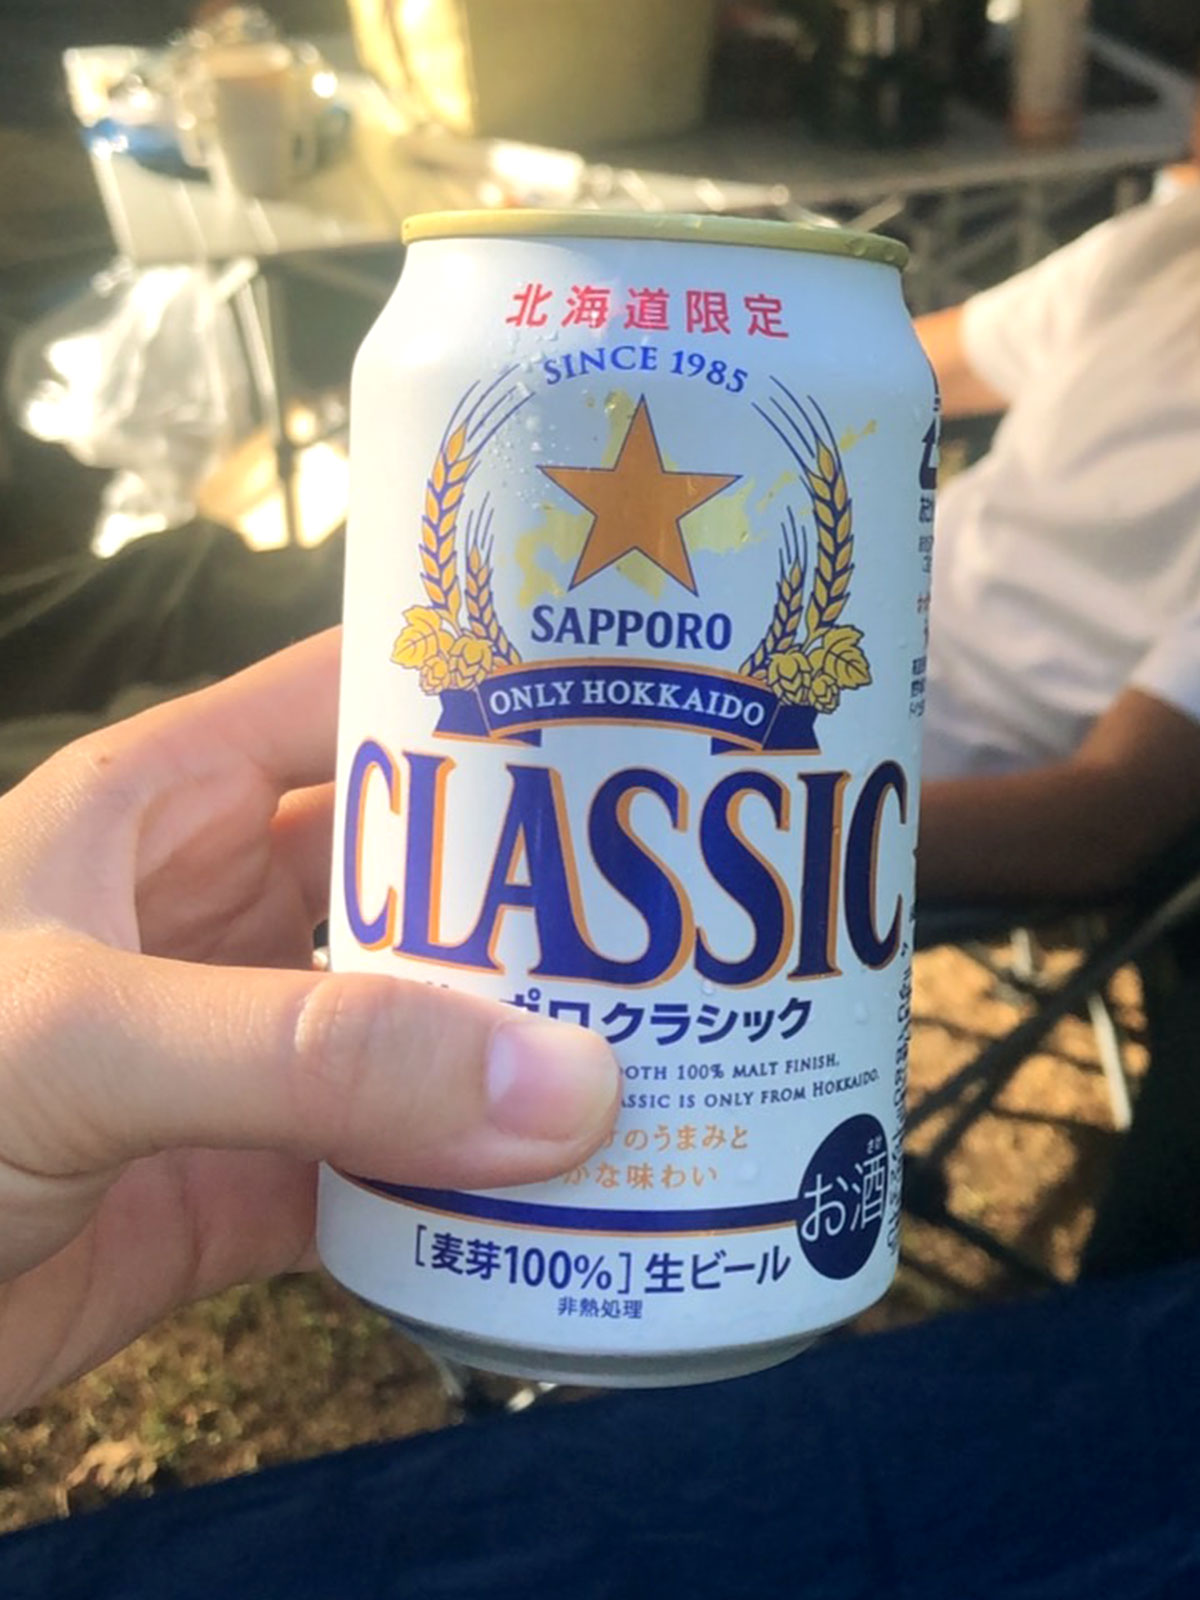 北海道限定
SINCE 1985
SAPPORO
ONLY HOKKAIDO
CLASSIC
ポロクラシック
100% MALT FINISH.
IS ONLY FROM HOKKAIDO.
のうまみと
かな味わい
さけ
お酒
[麦芽100%]生ビール
非熱処理